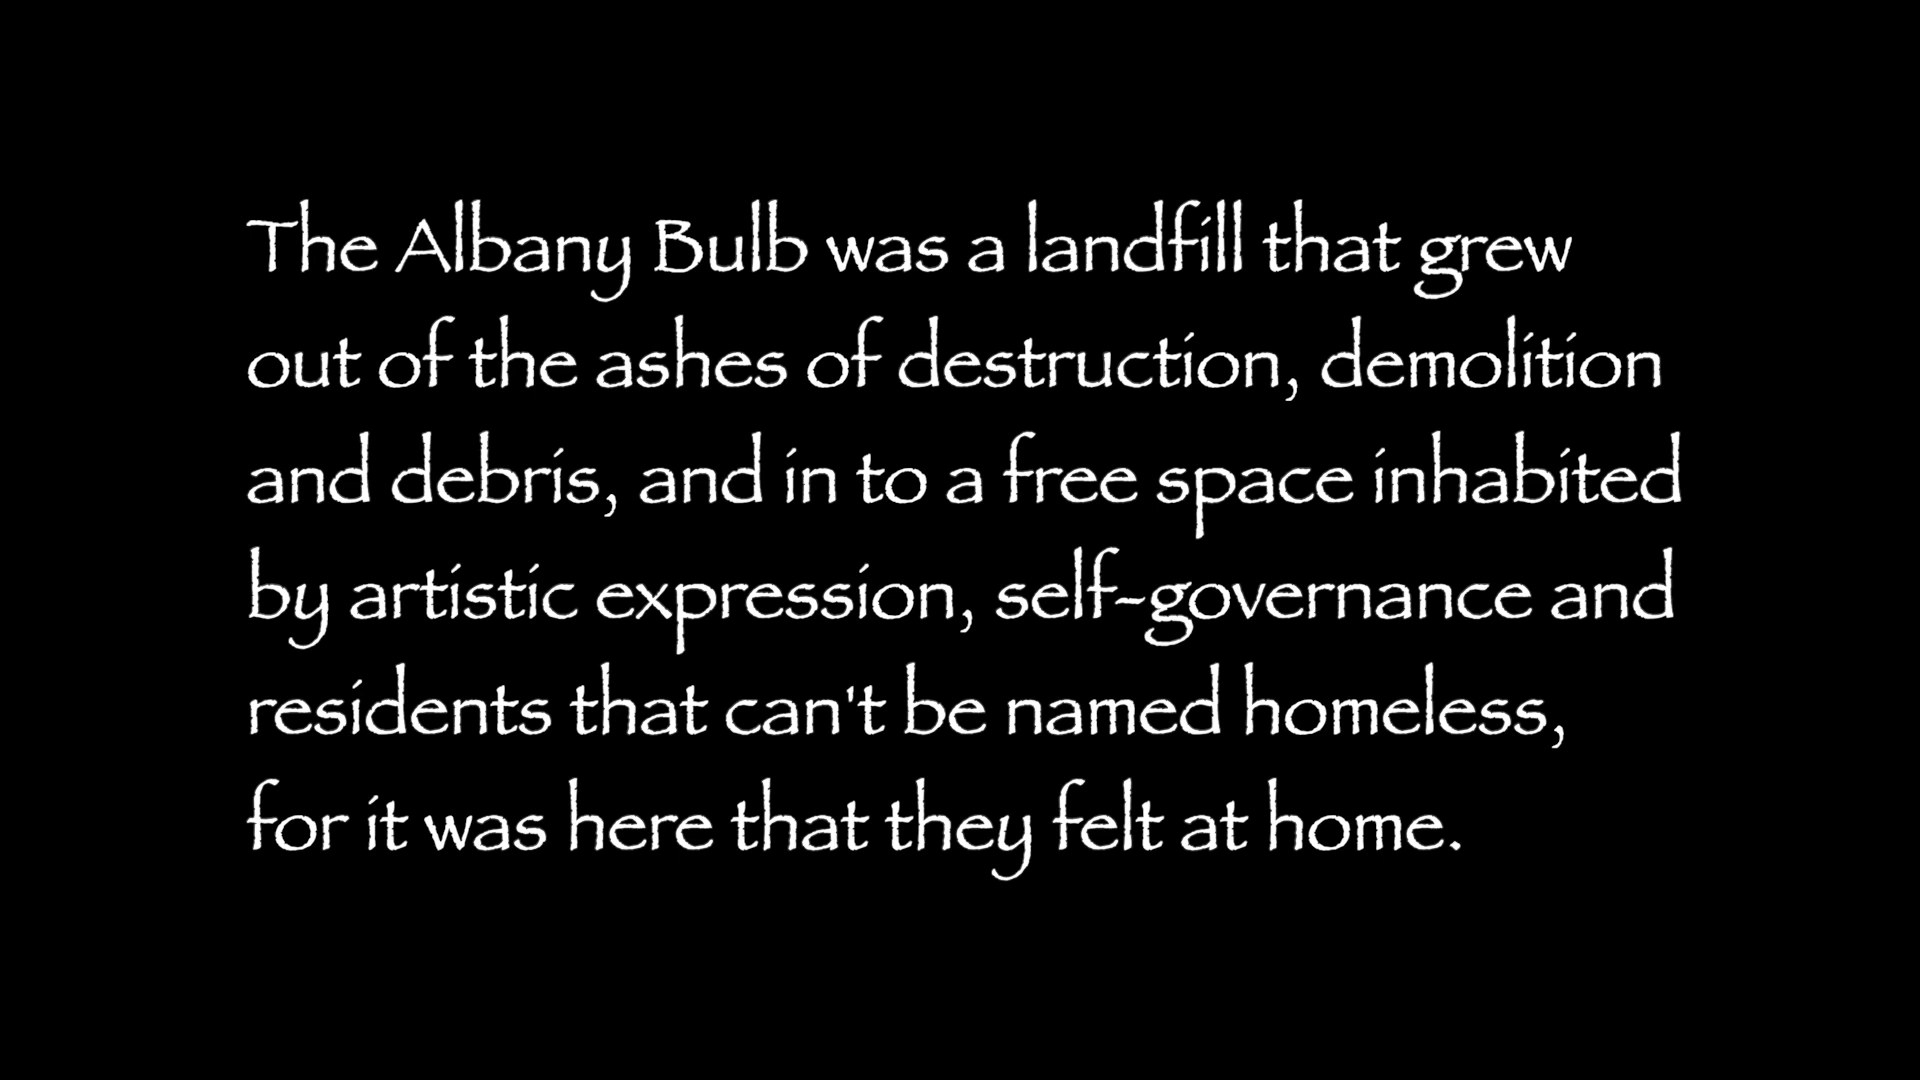 The Albany Bulb was a landfill that grew
out of the ashes of destruction, demolition
and debris, and in to a free space inhabited
by artistic expression, self-governance and
residents that can't be named homeless,
for it was here that they felt at home.